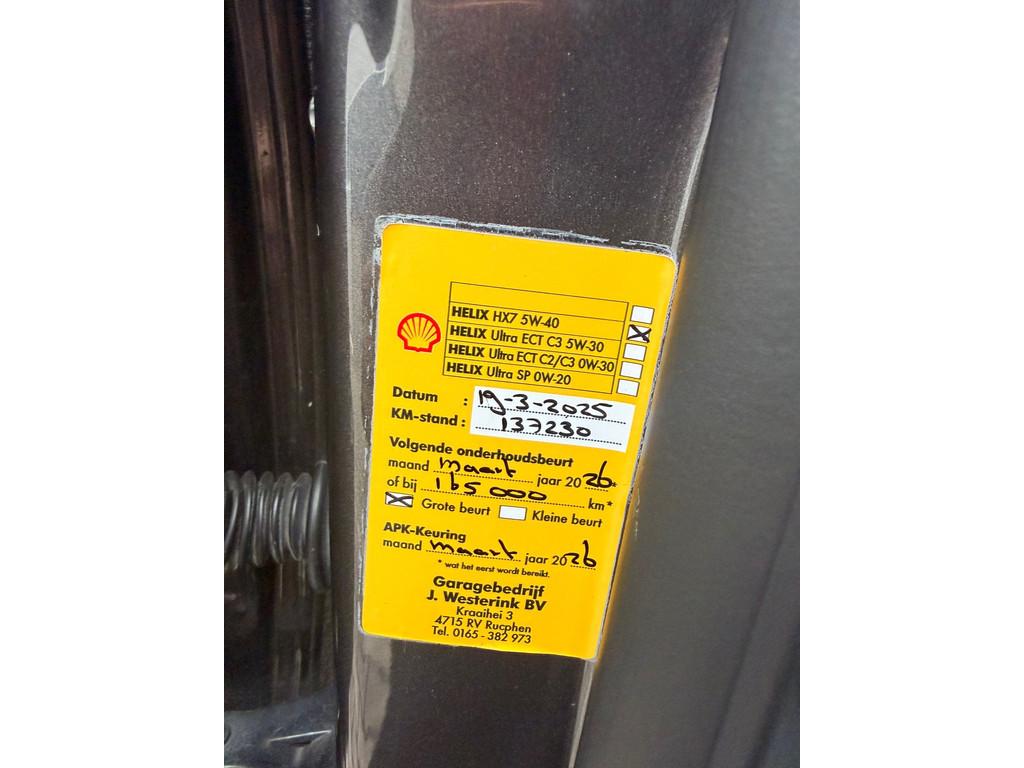 HELIX HX7 5W-40
HELIX Ultra ECT C3 5W-30
HELIX Ultra ECT C2/C3 0W-30
HELIX Ultra SP 0W-20
Datum : 19-3-2025
KM-stand : 137230
Volgende onderhoudsbeurt
maand maart jaar 2026*
of bij 165000 km*
Grote beurt Kleine beurt
APK-Keuring
maand maart jaar 2026
* wat het eerst wordt bereikt.
Garagebedrijf
J. Westerink BV
Kraaihei 3
4715 RV Rucphen
Tel. 0165 - 382 973